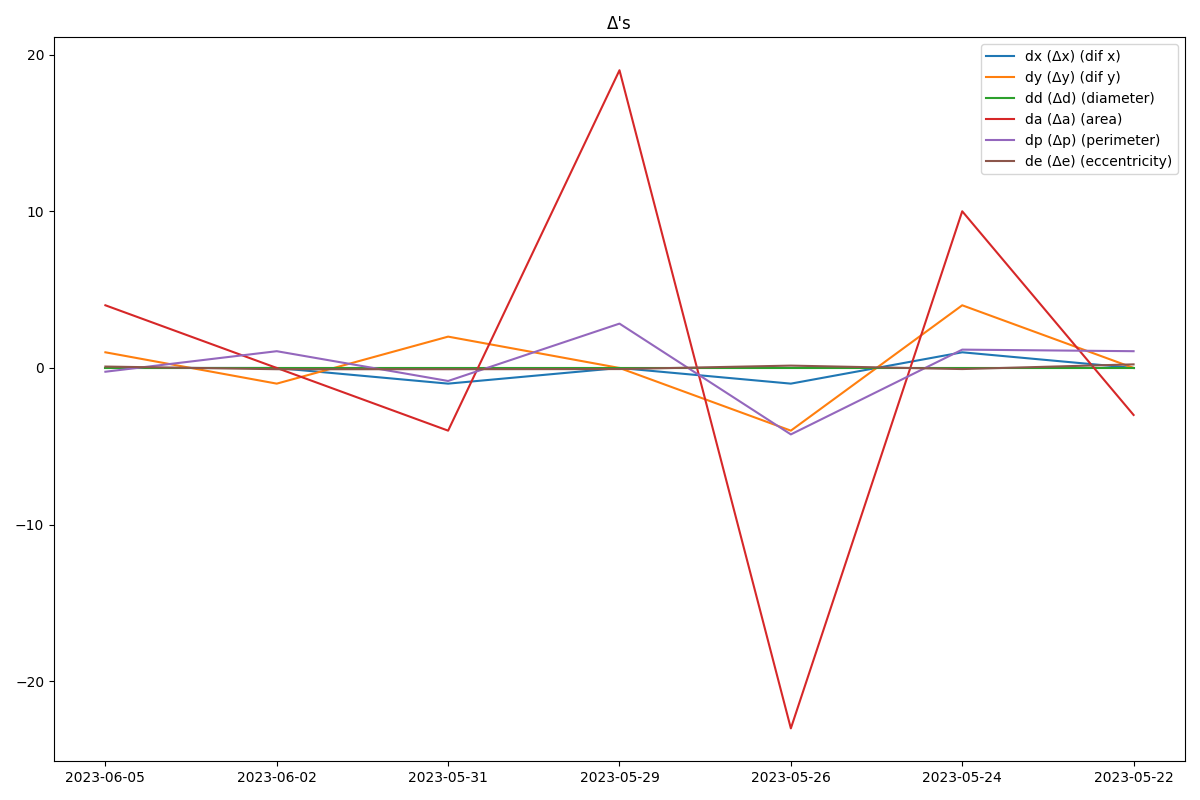 Δ's
20
10
0
−10
−20
dx (Δx) (dif x)
dy (Δy) (dif y)
dd (Δd) (diameter)
da (Δa) (area)
dp (Δp) (perimeter)
de (Δe) (eccentricity)
2023-06-05 2023-06-02 2023-05-31 2023-05-29 2023-05-26 2023-05-24 2023-05-22